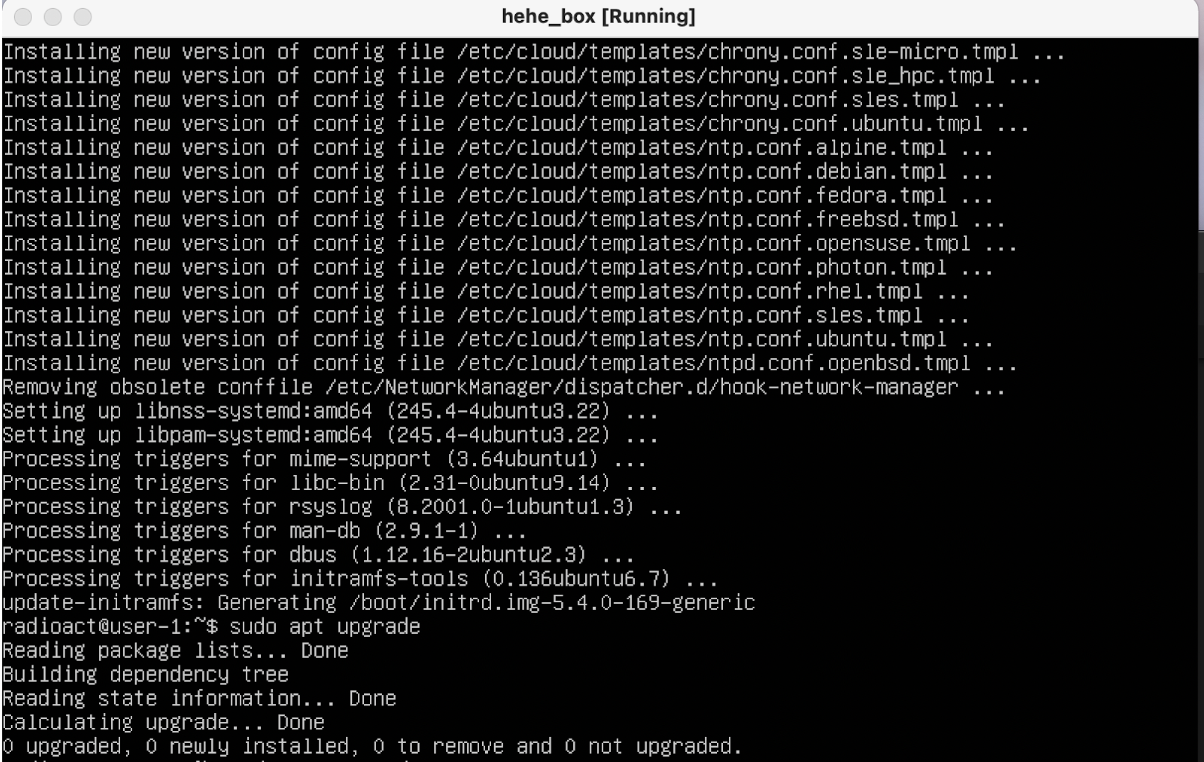 hehe_box [Running]
Installing new version of config file /etc/cloud/templates/chrony.conf.sle-micro.tmpl ...
Installing new version of config file /etc/cloud/templates/chrony.conf.sle_hpc.tmpl ...
Installing new version of config file /etc/cloud/templates/chrony.conf.sles.tmpl ...
Installing new version of config file /etc/cloud/templates/chrony.conf.ubuntu.tmpl ...
Installing new version of config file /etc/cloud/templates/ntp.conf.alpine.tmpl ...
Installing new version of config file /etc/cloud/templates/ntp.conf.debian.tmpl ...
Installing new version of config file /etc/cloud/templates/ntp.conf.fedora.tmpl ...
Installing new version of config file /etc/cloud/templates/ntp.conf.freebsd.tmpl ...
Installing new version of config file /etc/cloud/templates/ntp.conf.opensuse.tmpl ...
Installing new version of config file /etc/cloud/templates/ntp.conf.photon.tmpl ...
Installing new version of config file /etc/cloud/templates/ntp.conf.rhel.tmpl ...
Installing new version of config file /etc/cloud/templates/ntp.conf.sles.tmpl ...
Installing new version of config file /etc/cloud/templates/ntp.conf.ubuntu.tmpl ...
Installing new version of config file /etc/cloud/templates/ntpd.conf.openbsd.tmpl ...
Removing obsolete conffile /etc/NetworkManager/dispatcher.d/hook-network-manager ...
Setting up libnss-systemd:amd64 (245.4-4ubuntu3.22) ...
Setting up libpam-systemd:amd64 (245.4-4ubuntu3.22) ...
Processing triggers for mime-support (3.64ubuntu1) ...
Processing triggers for libc-bin (2.31-0ubuntu9.14) ...
Processing triggers for rsyslog (8.2001.0-1ubuntu1.3) ...
Processing triggers for man-db (2.9.1-1) ...
Processing triggers for dbus (1.12.16-2ubuntu2.3) ...
Processing triggers for initramfs-tools (0.136ubuntu6.7) ...
update-initramfs: Generating /boot/initrd.img-5.4.0-169-generic
radioact@user-1:~$ sudo apt upgrade
Reading package lists... Done
Building dependency tree
Reading state information... Done
Calculating upgrade... Done
0 upgraded, 0 newly installed, 0 to remove and 0 not upgraded.